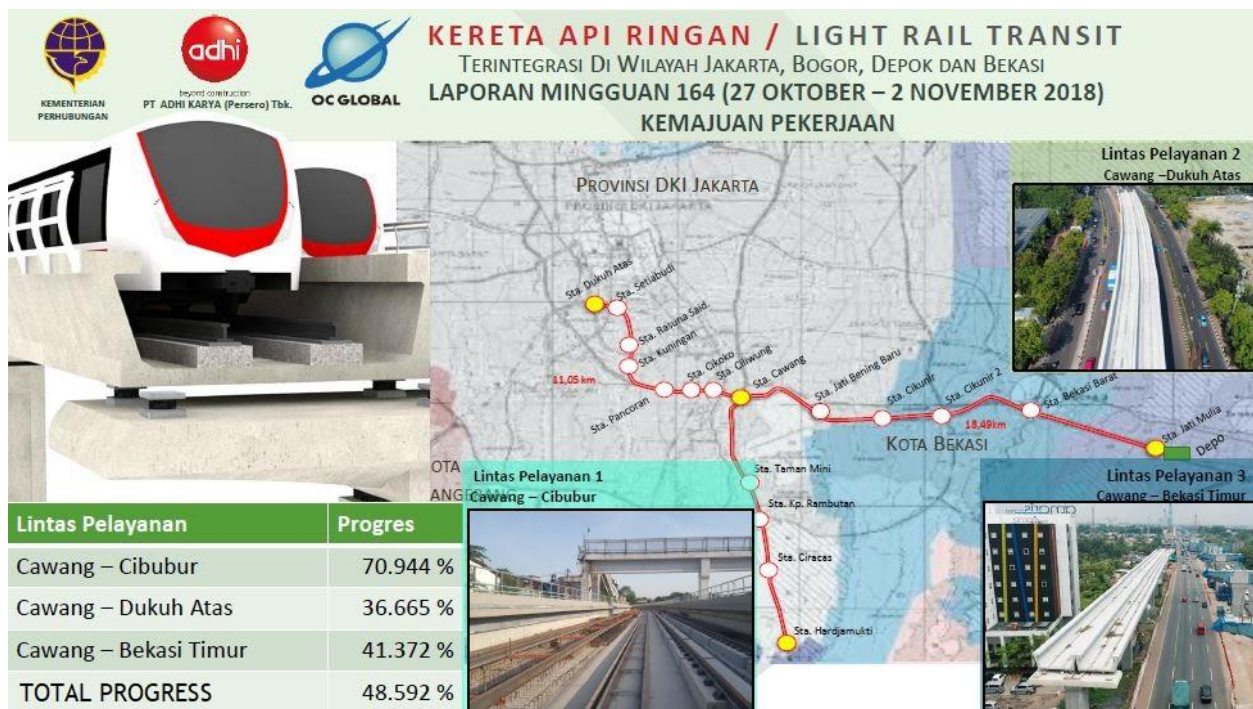 KEMENTERIAN
PERHUBUNGAN
adhi
beyond construction
PT ADHI KARYA (Persero) Tbk.
OC GLOBAL
KERETA API RINGAN / LIGHT RAIL TRANSIT
TERINTEGRASI DI WILAYAH JAKARTA, BOGOR, DEPOK DAN BEKASI
LAPORAN MINGGUAN 164 (27 OKTOBER – 2 NOVEMBER 2018)
KEMAJUAN PEKERJAAN
PROVINSI DKI JAKARTA
Lintas Pelayanan 2
Cawang –Dukuh Atas
Sta. Dukuh Atas
Sta. Setiabudi
Sta. Rasuna Said.
Sta. Kuningan
11,05 km
Sta. Pancoran
Sta. Cikoko
Sta. Ciliwung
Sta. Cawang
Sta. Jati Bening Baru
Sta. Cikunir
Sta. Cikunir 2
18,49km
Sta. Bekasi Barat
Sta. Jati Mulia
Depo
KOTA BEKASI
OTA
ANGERANG
Sta. Taman Mini
Sta. Kp. Rambutan
Sta. Ciracas
Sta. Hardjamukti
Lintas Pelayanan 1
Cawang – Cibubur
Lintas Pelayanan 3
Cawang – Bekasi Timur
Lintas Pelayanan Progres
Cawang – Cibubur 70.944 %
Cawang – Dukuh Atas 36.665 %
Cawang – Bekasi Timur 41.372 %
TOTAL PROGRESS 48.592 %